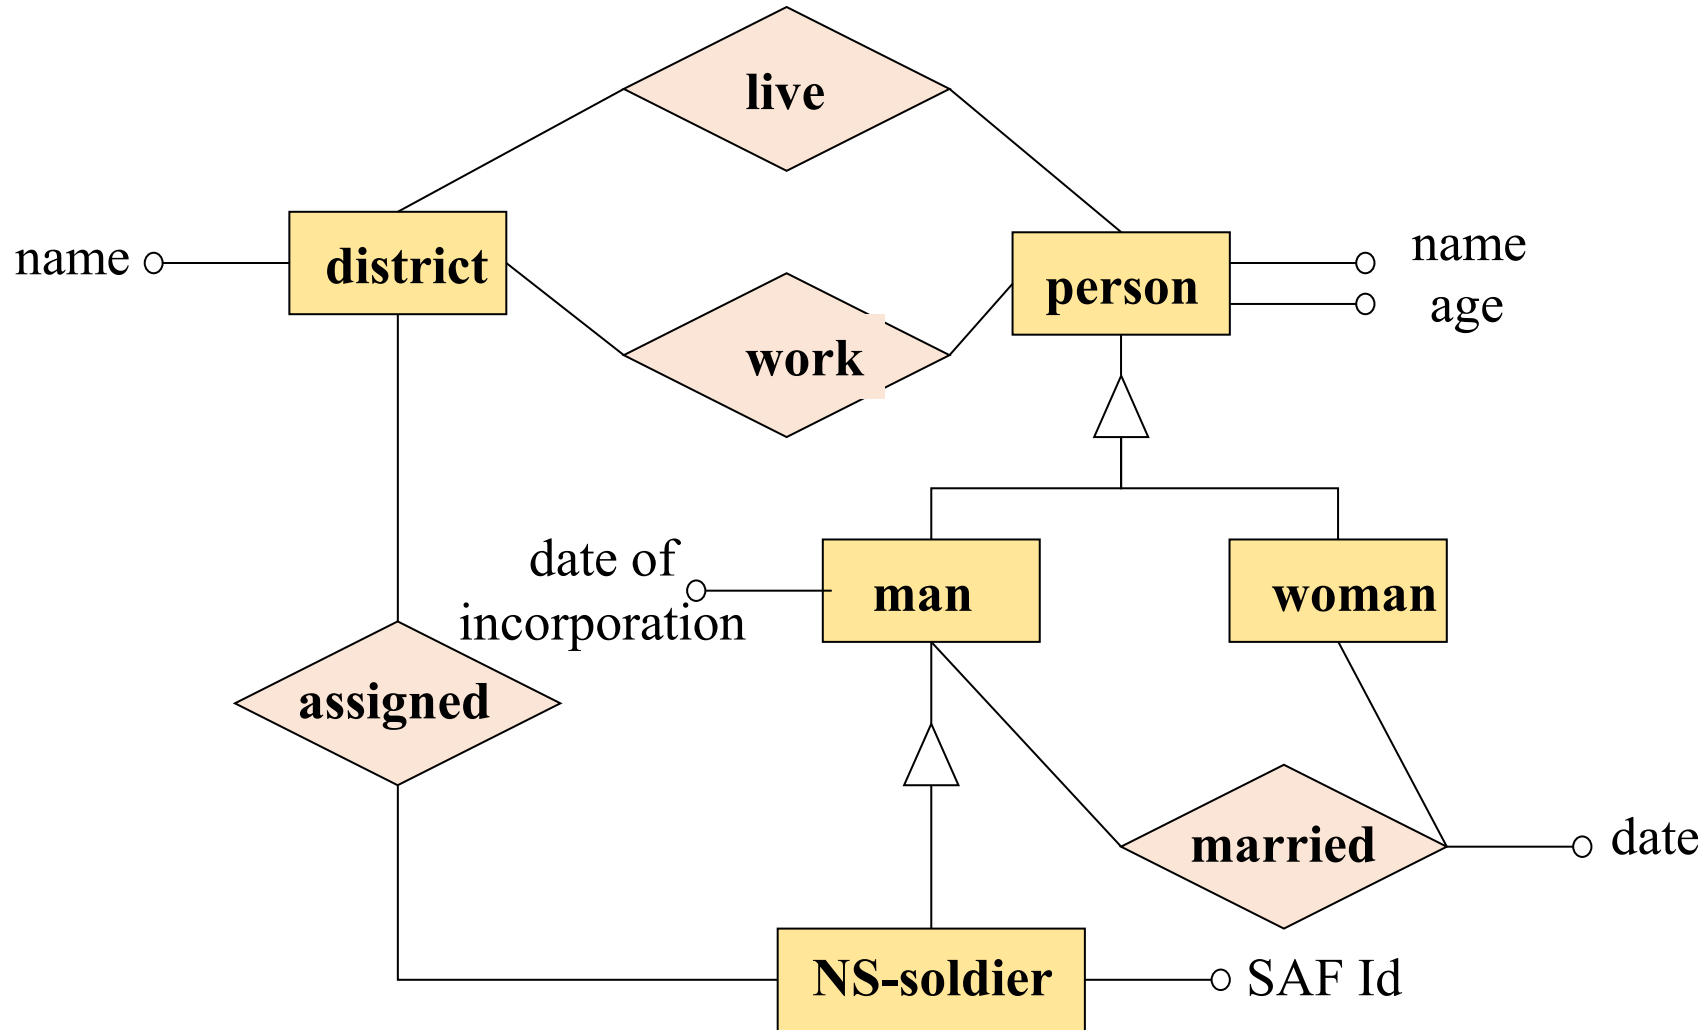 live
name
district
person
name
age
work
date of
incorporation
man
woman
assigned
married
date
NS-soldier
SAF Id